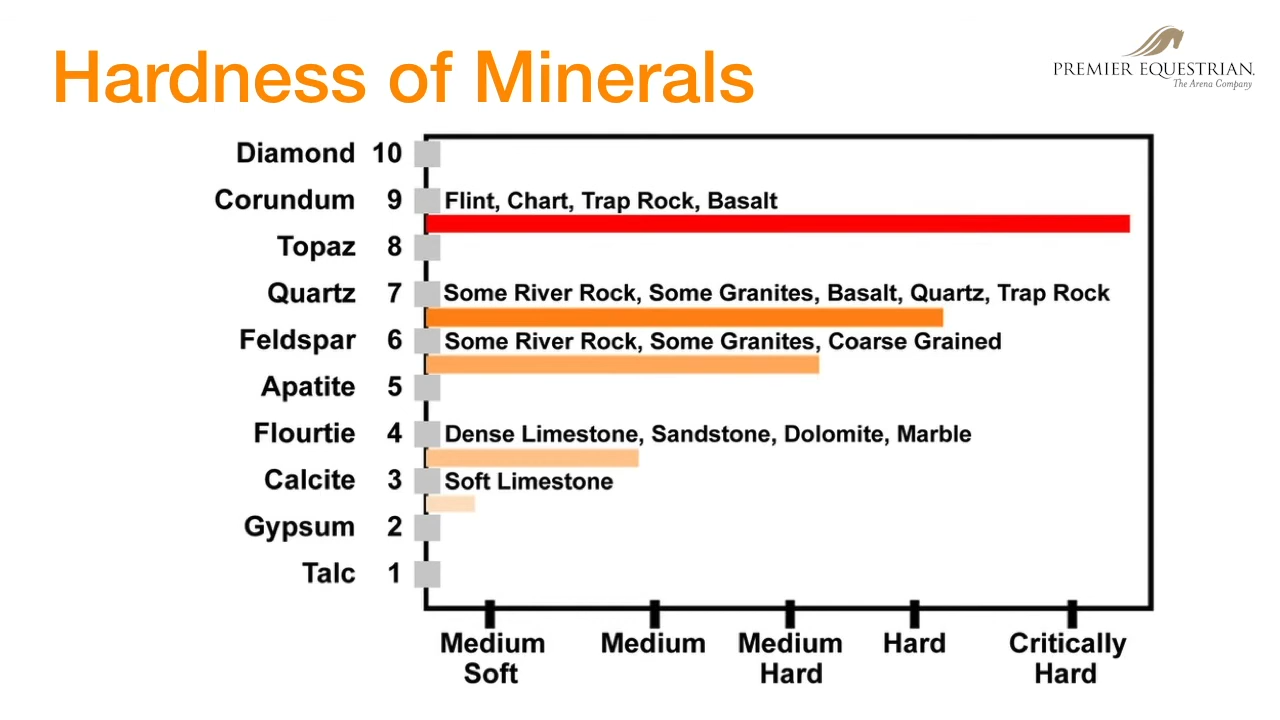 Hardness of Minerals
PREMIER EQUESTRIAN.
The Arena Company
Diamond 10
Corundum 9 Flint, Chart, Trap Rock, Basalt
Topaz 8
Quartz 7 Some River Rock, Some Granites, Basalt, Quartz, Trap Rock
Feldspar 6 Some River Rock, Some Granites, Coarse Grained
Apatite 5
Flourtie 4 Dense Limestone, Sandstone, Dolomite, Marble
Calcite 3 Soft Limestone
Gypsum 2
Talc 1
Medium Soft
Medium
Medium Hard
Hard
Critically Hard